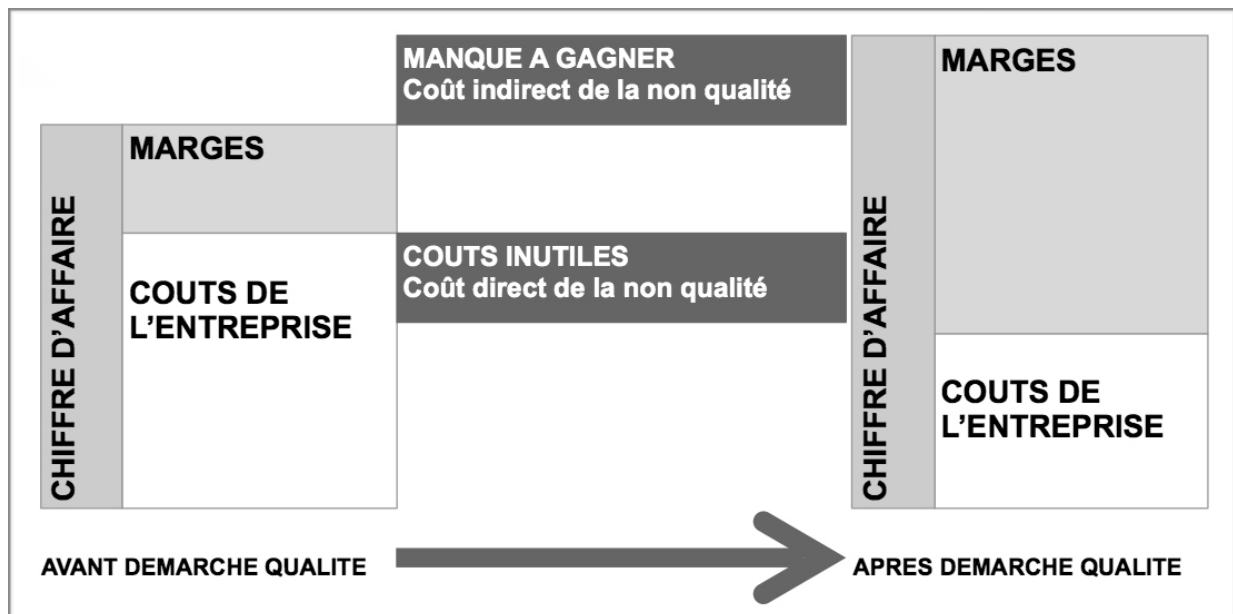 CHIFFRE D'AFFAIRE
MARGES
COUTS DE
L'ENTREPRISE
MANQUE A GAGNER
Coût indirect de la non qualité
COUTS INUTILES
Coût direct de la non qualité
CHIFFRE D'AFFAIRE
MARGES
COUTS DE
L'ENTREPRISE
AVANT DEMARCHE QUALITE
APRES DEMARCHE QUALITE